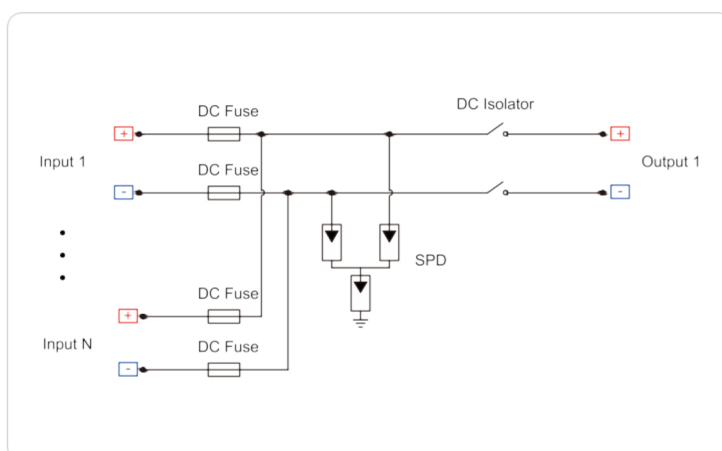 DC Fuse
DC Isolator
+
+
Input 1
Output 1
DC Fuse
-
-
SPD
DC Fuse
+
Input N
DC Fuse
-